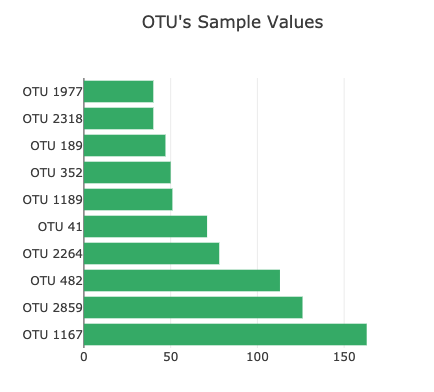 OTU's Sample Values
OTU 1977
OTU 2318
OTU 189
OTU 352
OTU 1189
OTU 41
OTU 2264
OTU 482
OTU 2859
OTU 1167
0 50 100 150